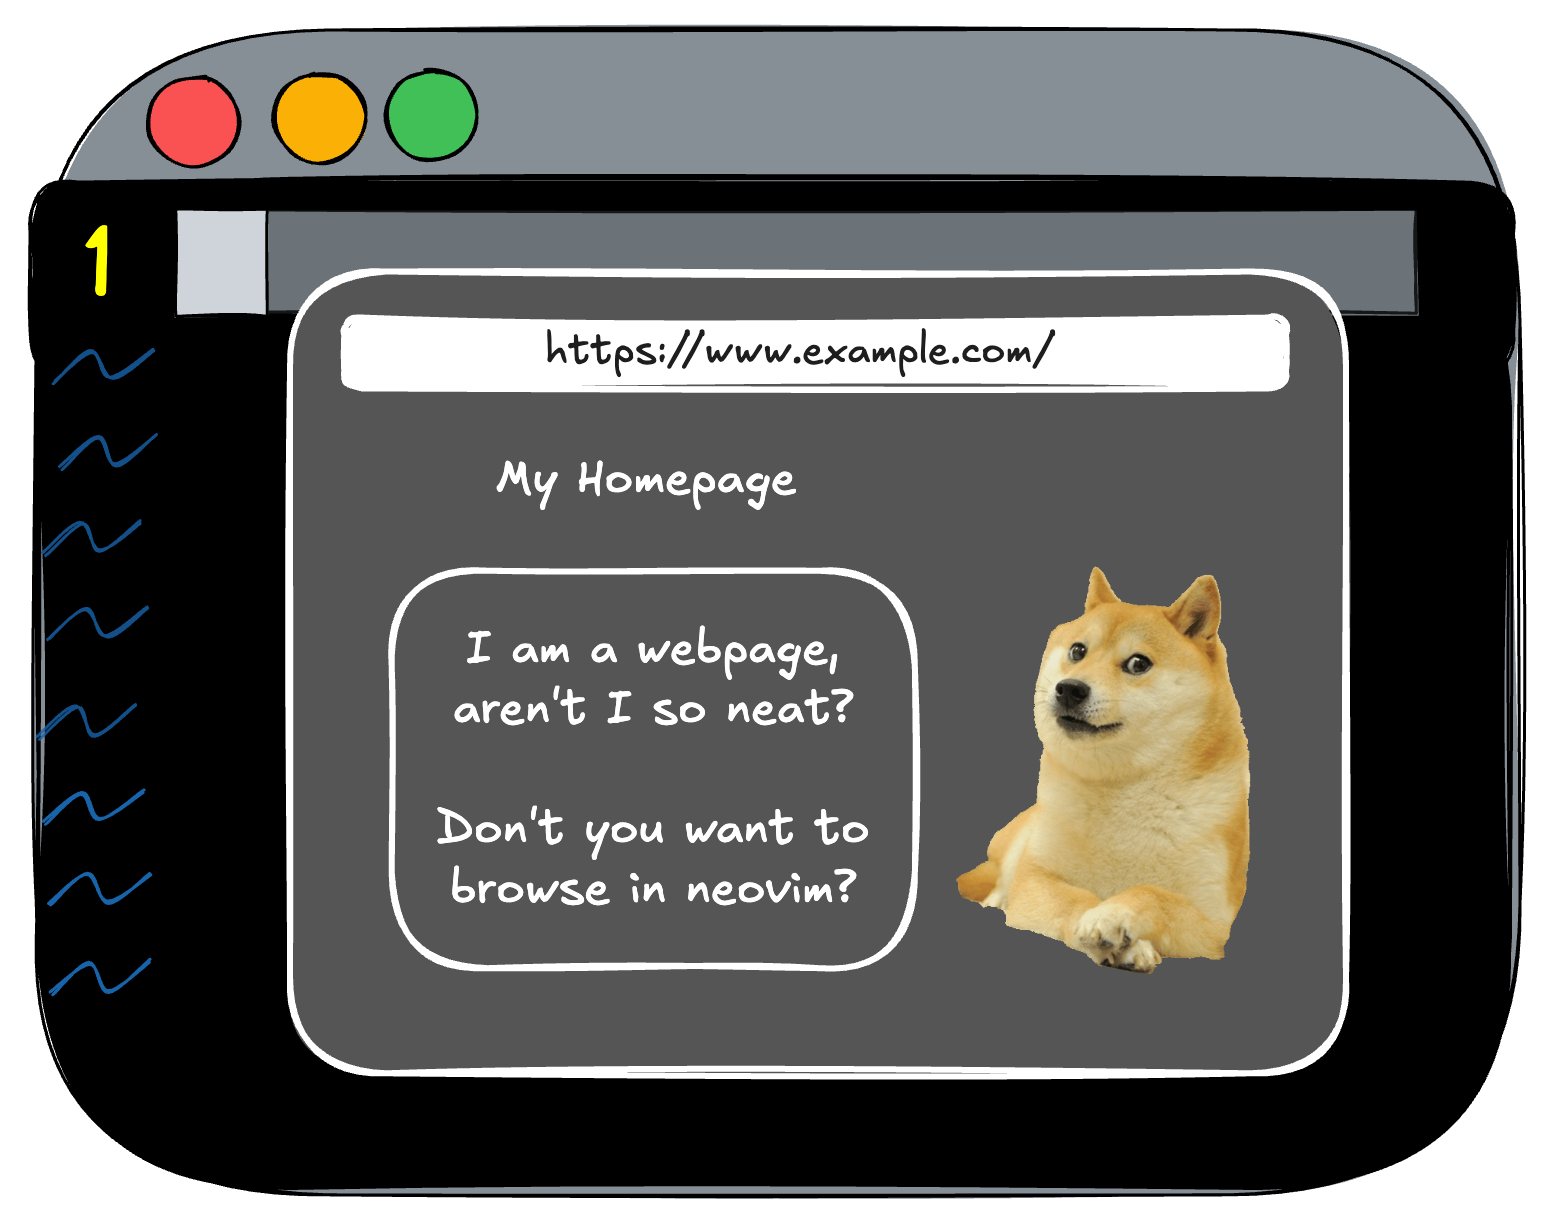 1
https://www.example.com/
My Homepage
I am a webpage,
aren't I so neat?
Don't you want to
browse in neovim?